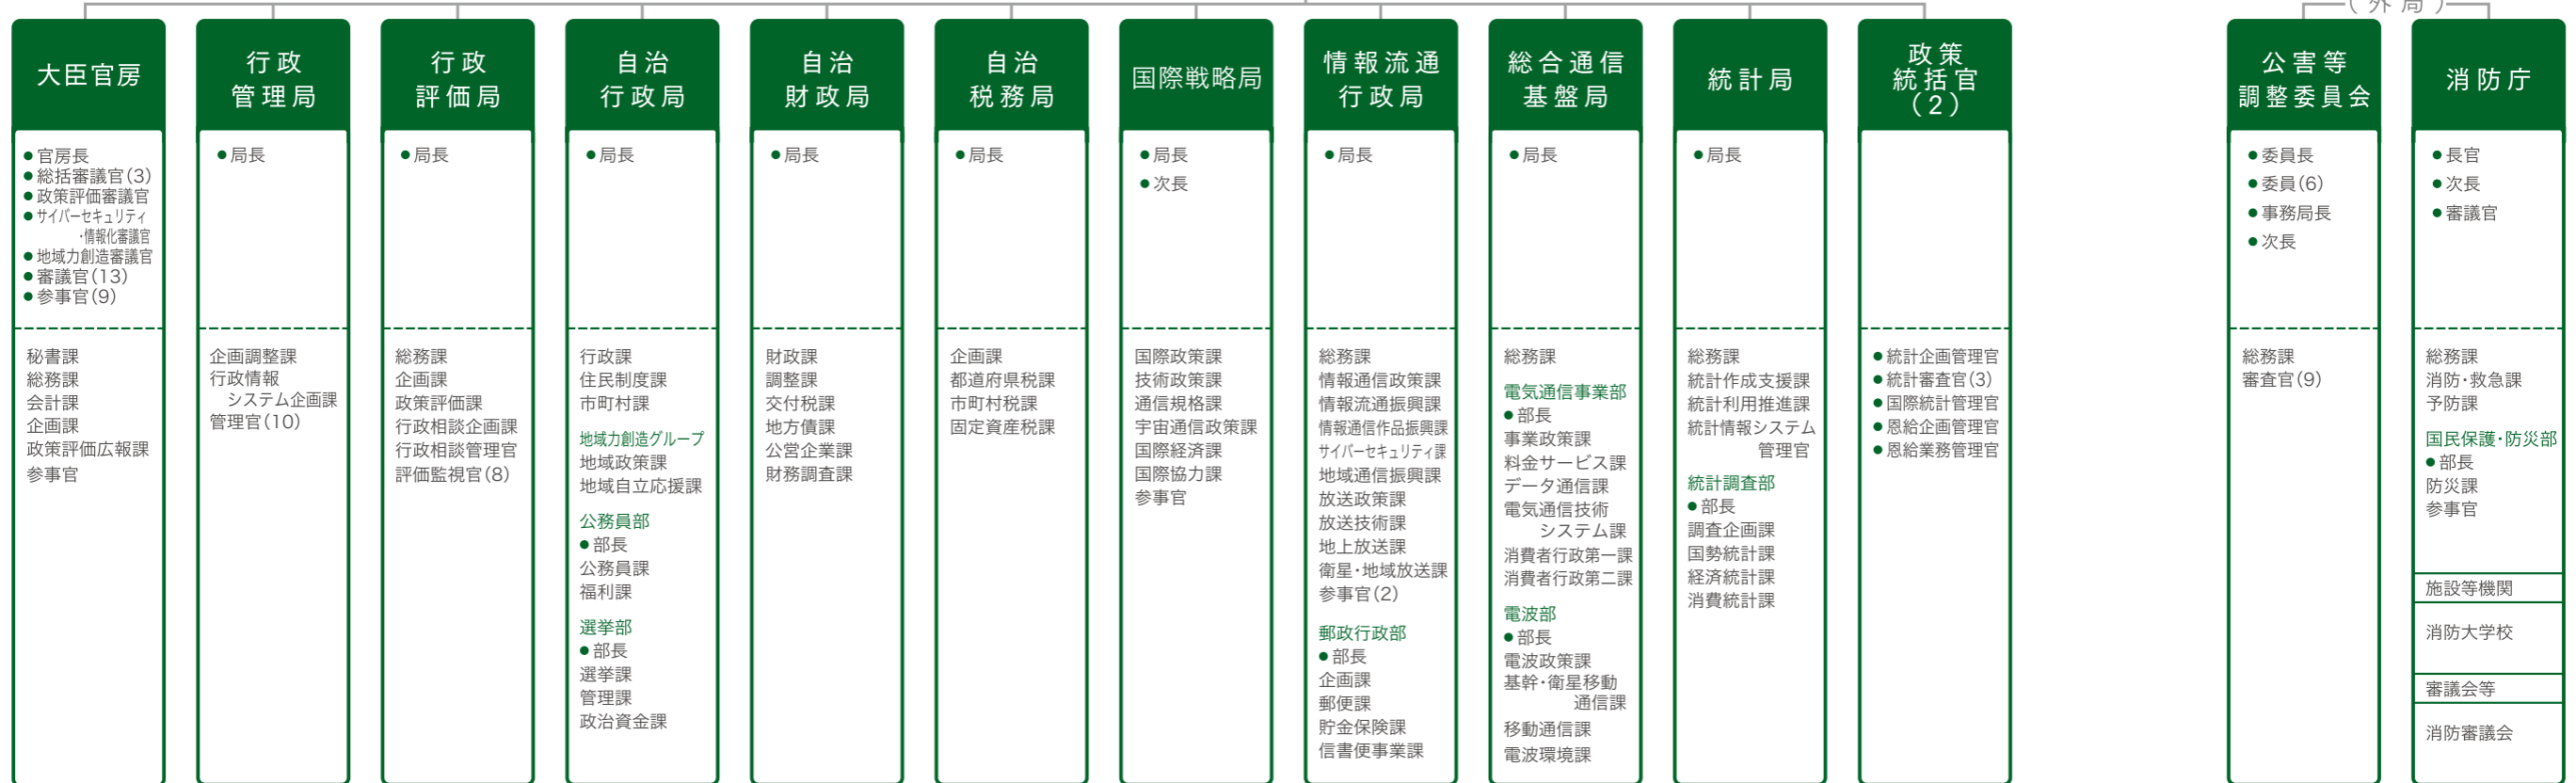 (外局)
大臣官房
●官房長
●総括審議官(3)
●政策評価審議官
●サイバーセキュリティ
・情報化審議官
●地域力創造審議官
●審議官(13)
●参事官(9)
秘書課
総務課
会計課
企画課
政策評価広報課
参事官
行政
管理局
●局長
企画調整課
行政情報
システム企画課
管理官(10)
行政
評価局
●局長
総務課
企画課
政策評価課
行政相談企画課
行政相談管理官
評価監視官(8)
自治
行政局
●局長
行政課
住民制度課
市町村課
地域力創造グループ
地域政策課
地域自立応援課
公務員部
●部長
公務員課
福利課
選挙部
●部長
選挙課
管理課
政治資金課
自治
財政局
●局長
財政課
調整課
交付税課
地方債課
公営企業課
財務調査課
自治
税務局
●局長
企画課
都道府県税課
市町村税課
固定資産税課
国際戦略局
●局長
●次長
国際政策課
技術政策課
通信規格課
宇宙通信政策課
国際経済課
国際協力課
参事官
情報流通
行政局
●局長
総務課
情報通信政策課
情報流通振興課
情報通信作品振興課
サイバーセキュリティ課
地域通信振興課
放送政策課
放送技術課
地上放送課
衛星・地域放送課
参事官(2)
郵政行政部
●部長
企画課
郵便課
貯金保険課
信書便事業課
総合通信
基盤局
●局長
総務課
電気通信事業部
●部長
事業政策課
料金サービス課
データ通信課
電気通信技術
システム課
消費者行政第一課
消費者行政第二課
電波部
●部長
電波政策課
基幹・衛星移動
通信課
移動通信課
電波環境課
統計局
●局長
総務課
統計作成支援課
統計利用推進課
統計情報システム
管理官
統計調査部
●部長
調査企画課
国勢統計課
経済統計課
消費統計課
政策
統括官
(2)
●統計企画管理官
●統計審査官(3)
●国際統計管理官
●恩給企画管理官
●恩給業務管理官
公害等
調整委員会
●委員長
●委員(6)
●事務局長
●次長
総務課
審査官(9)
消防庁
●長官
●次長
●審議官
総務課
消防・救急課
予防課
国民保護・防災部
●部長
防災課
参事官
施設等機関
消防大学校
審議会等
消防審議会